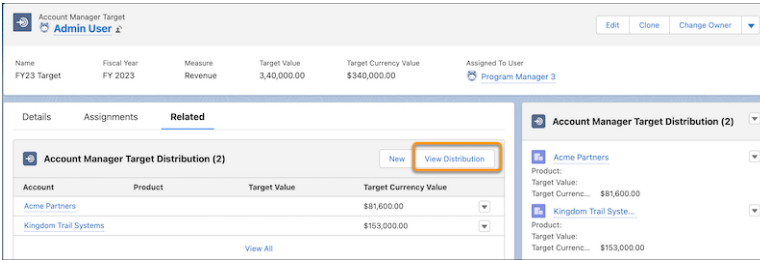 Account Manager Target
Admin User
Edit Clone Change Owner
Name Fiscal Year Measure Target Value Target Currency Value Assigned To User
FY23 Target FY 2023 Revenue 3,40,000.00 $340,000.00 Program Manager 3
Details Assignments Related
Account Manager Target Distribution (2)
New View Distribution
Account Product Target Value Target Currency Value
Acme Partners $81,600.00
Kingdom Trail Systems $153,000.00
View All
Account Manager Target Distribution (2)
Acme Partners
Product:
Target Value:
Target Currenc... $81,600.00
Kingdom Trail Syste...
Product:
Target Value:
Target Currenc... $153,000.00